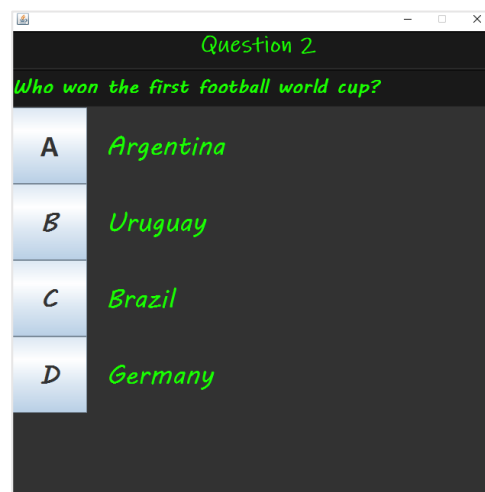 Question 2
Who won the first football world cup?
A Argentina
B Uruguay
C Brazil
D Germany